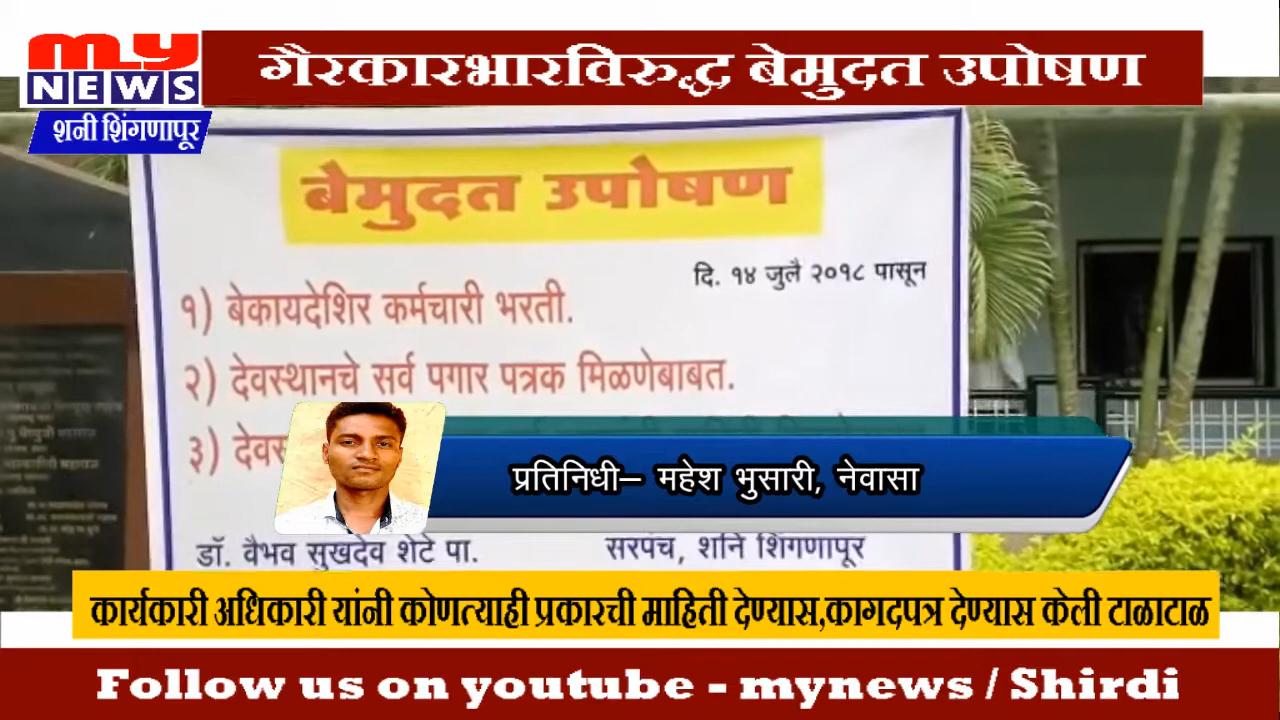 my
NEWS
गैरकारभारविरुद्ध बेमुदत उपोषण
शनी शिंगणापूर
बेमुदत उपोषण
दि. १४ जुलै २०१८ पासून
१) बेकायदेशिर कर्मचारी भरती.
२) देवस्थानचे सर्व पगार पत्रक मिळणेबाबत.
३)
प्रतिनिधी– महेश भुसारी, नेवासा
डॉ. वैभव सुखदेव शेटे पा. सरपंच, शनि शिंगणापूर
कार्यकारी अधिकारी यांनी कोणत्याही प्रकारची माहिती देण्यास,कागदपत्र देण्यास केली टाळाटाळ
Follow us on youtube - mynews / Shirdi